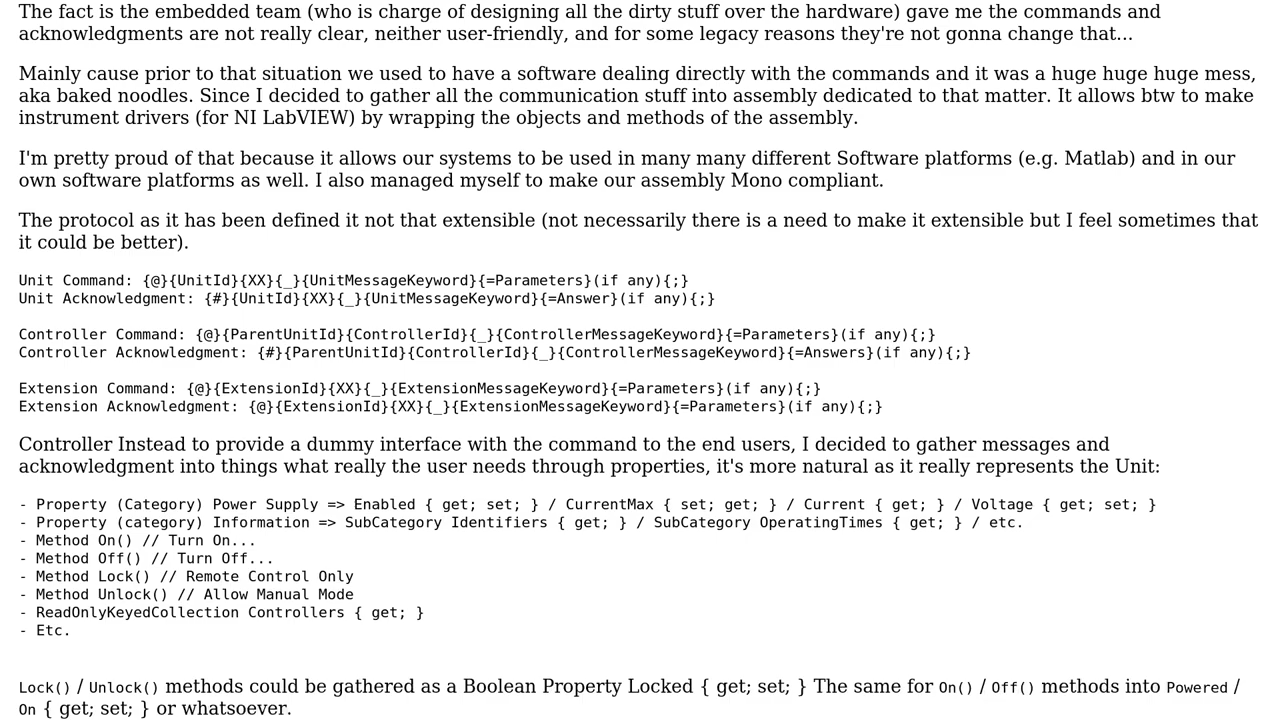 The fact is the embedded team (who is charge of designing all the dirty stuff over the hardware) gave me the commands and
acknowledgments are not really clear, neither user-friendly, and for some legacy reasons they're not gonna change that...
Mainly cause prior to that situation we used to have a software dealing directly with the commands and it was a huge huge huge mess,
aka baked noodles. Since I decided to gather all the communication stuff into assembly dedicated to that matter. It allows btw to make
instrument drivers (for NI LabVIEW) by wrapping the objects and methods of the assembly.
I'm pretty proud of that because it allows our systems to be used in many many different Software platforms (e.g. Matlab) and in our
own software platforms as well. I also managed myself to make our assembly Mono compliant.
The protocol as it has been defined it not that extensible (not necessarily there is a need to make it extensible but I feel sometimes that
it could be better).
Unit Command: {@}{UnitId}{XX}{_}{UnitMessageKeyword}{=Parameters}(if any){;}
Unit Acknowledgment: {#}{UnitId}{XX}{_}{UnitMessageKeyword}{=Answer}(if any){;}
Controller Command: {@}{ParentUnitId}{ControllerId}{_}{ControllerMessageKeyword}{=Parameters}(if any){;}
Controller Acknowledgment: {#}{ParentUnitId}{ControllerId}{_}{ControllerMessageKeyword}{=Answers}(if any){;}
Extension Command: {@}{ExtensionId}{XX}{_}{ExtensionMessageKeyword}{=Parameters}(if any){;}
Extension Acknowledgment: {@}{ExtensionId}{XX}{_}{ExtensionMessageKeyword}{=Parameters}(if any){;}
Controller Instead to provide a dummy interface with the command to the end users, I decided to gather messages and
acknowledgment into things what really the user needs through properties, it's more natural as it really represents the Unit:
- Property (Category) Power Supply => Enabled { get; set; } / CurrentMax { set; get; } / Current { get; } / Voltage { get; set; }
- Property (category) Information => SubCategory Identifiers { get; } / SubCategory OperatingTimes { get; } / etc.
- Method On() // Turn On...
- Method Off() // Turn Off...
- Method Lock() // Remote Control Only
- Method Unlock() // Allow Manual Mode
- ReadOnlyKeyedCollection Controllers { get; }
- Etc.
Lock() / Unlock() methods could be gathered as a Boolean Property Locked { get; set; } The same for On() / Off() methods into Powered /
On { get; set; } or whatsoever.